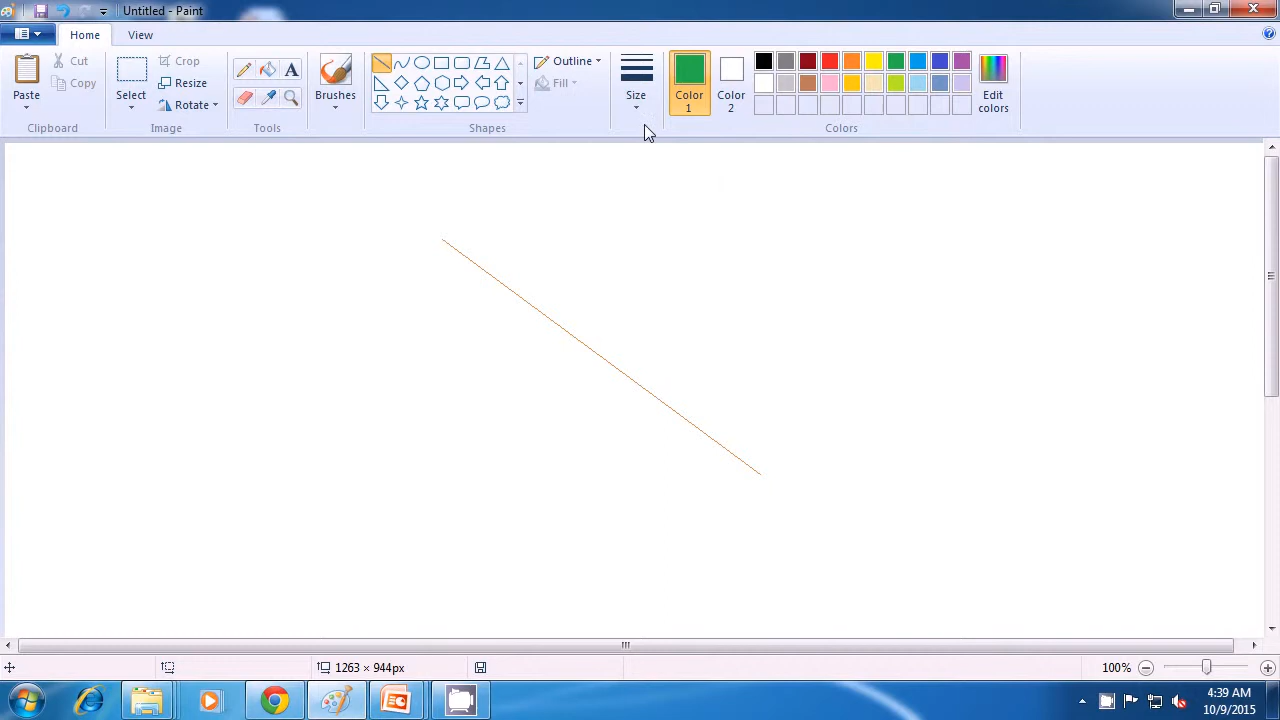 Untitled - Paint
Home View
Paste
Cut
Copy
Clipboard
Select
Crop
Resize
Rotate
Image
A
Tools
Brushes
Outline
Fill
Shapes
Size
Color 1
Color 2
Edit colors
Colors
1263 × 944px
100%
4:39 AM
10/9/2015